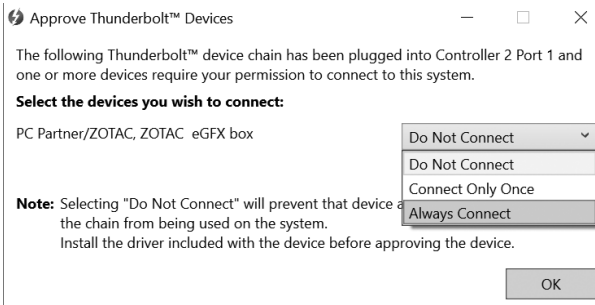 Approve Thunderbolt™ Devices
The following Thunderbolt™ device chain has been plugged into Controller 2 Port 1 and
one or more devices require your permission to connect to this system.
Select the devices you wish to connect:
PC Partner/ZOTAC, ZOTAC eGFX box
Do Not Connect
Do Not Connect
Connect Only Once
Always Connect
Note: Selecting "Do Not Connect" will prevent that device a
the chain from being used on the system.
Install the driver included with the device before approving the device.
OK